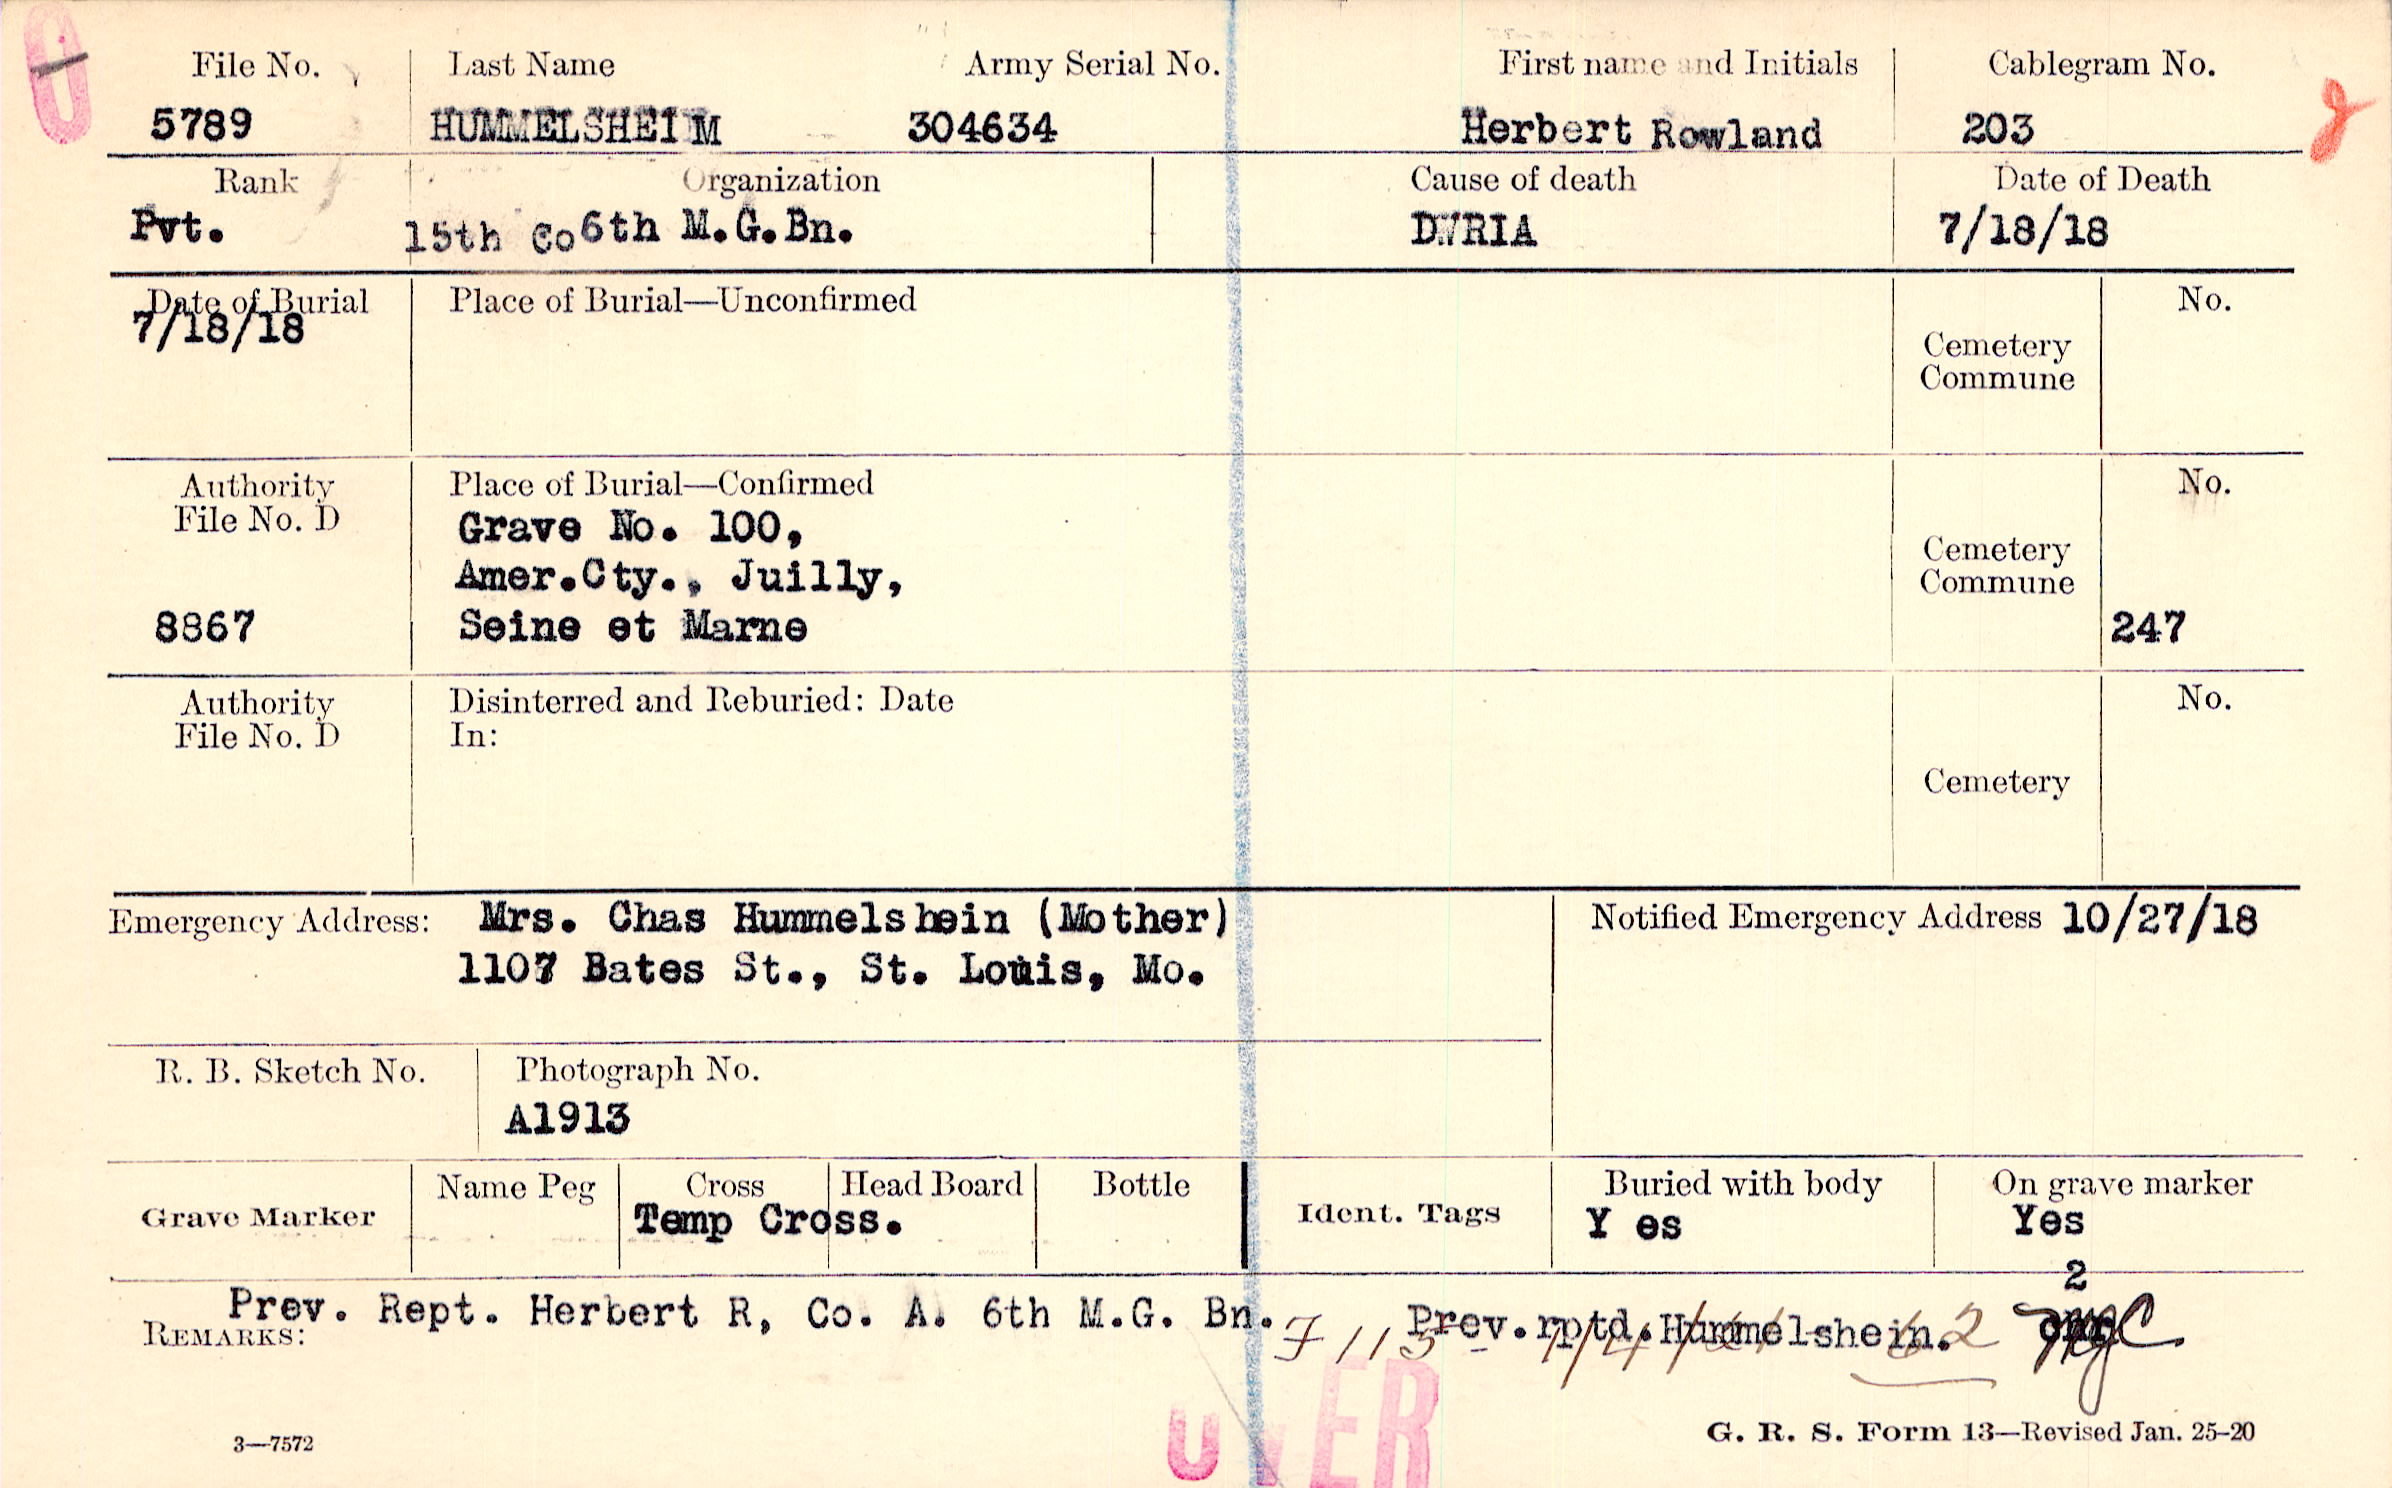 File No. Last Name Army Serial No. First name and Initials Cablegram No.
5789 HUMMELSHEIM 304634 Herbert Rowland 203
Rank Organization Cause of death Date of Death
Pvt. 15th Co 6th M.G.Bn. DWRIA 7/18/18
Date of Burial Place of Burial—Unconfirmed No.
7/18/18
Cemetery
Commune
Authority Place of Burial—Confirmed No.
File No. D
Grave No. 100,
Cemetery
Amer.Cty., Juilly,
Commune
8867 Seine et Marne 247
Authority Disinterred and Reburied: Date No.
File No. D In:
Cemetery
Emergency Address: Mrs. Chas Hummelshein (Mother) Notified Emergency Address 10/27/18
1107 Bates St., St. Louis, Mo.
R. B. Sketch No. Photograph No.
A1913
Grave Marker Name Peg Cross Head Board Bottle Ident. Tags Buried with body On grave marker
Temp Cross. Y es Yes
2
Prev. Rept. Herbert R, Co. A. 6th M.G. Bn. Prev.rptd.Hummelshein.
REMARKS:
OVER
3—7572 G. R. S. Form 13—Revised Jan. 25-20